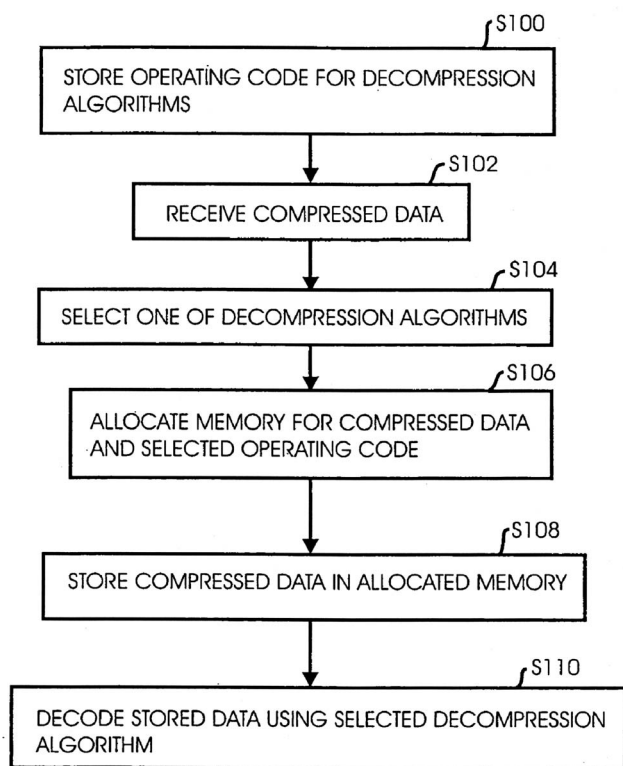 S100
STORE OPERATING CODE FOR DECOMPRESSION
ALGORITHMS
S102
RECEIVE COMPRESSED DATA
S104
SELECT ONE OF DECOMPRESSION ALGORITHMS
S106
ALLOCATE MEMORY FOR COMPRESSED DATA
AND SELECTED OPERATING CODE
S108
STORE COMPRESSED DATA IN ALLOCATED MEMORY
S110
DECODE STORED DATA USING SELECTED DECOMPRESSION
ALGORITHM